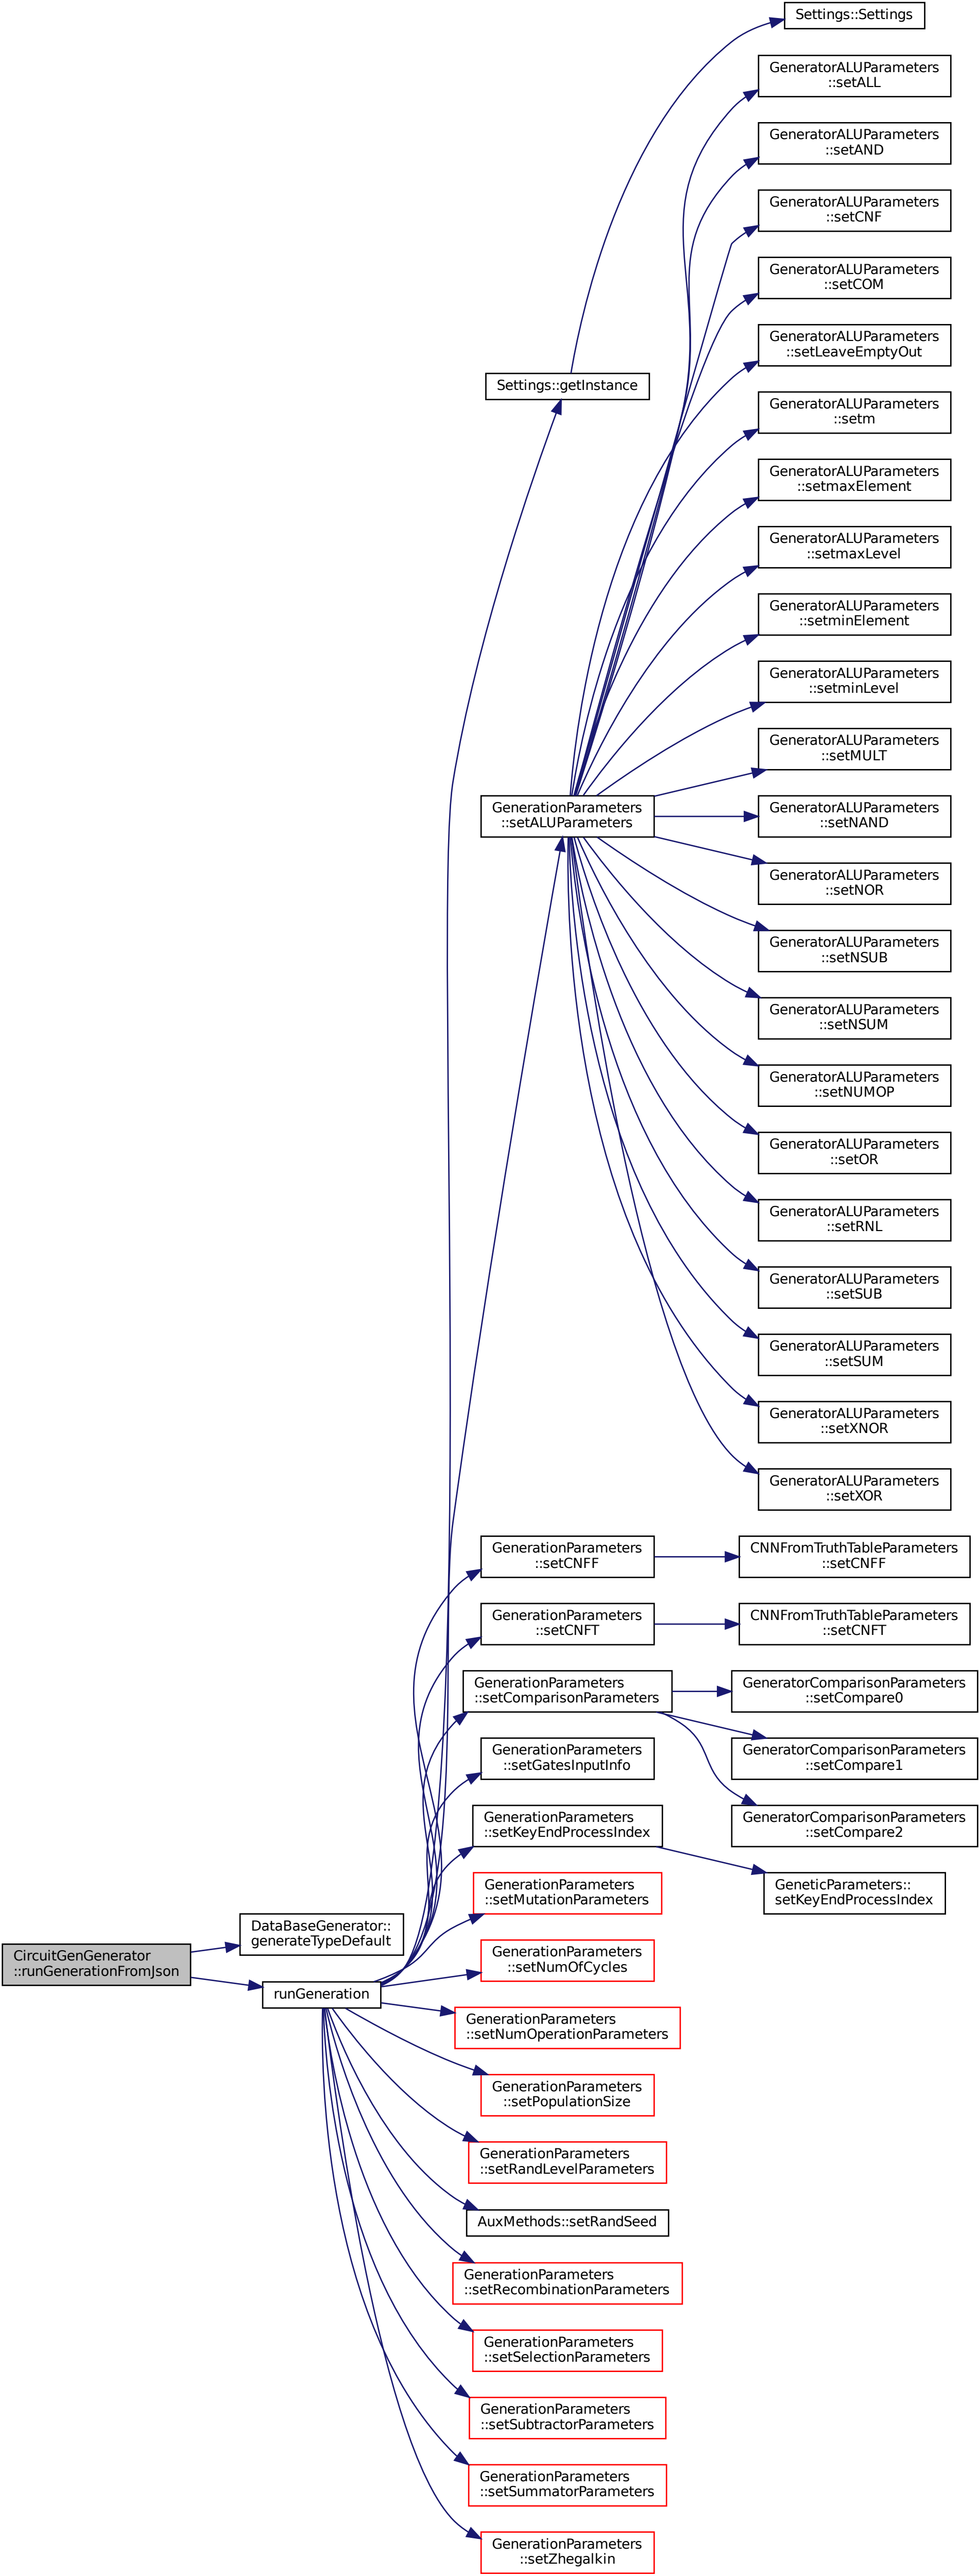 Settings::Settings
GeneratorALUParameters
::setALL
GeneratorALUParameters
::setAND
GeneratorALUParameters
::setCNF
GeneratorALUParameters
::setCOM
GeneratorALUParameters
::setLeaveEmptyOut
Settings::getInstance
GeneratorALUParameters
::setm
GeneratorALUParameters
::setmaxElement
GeneratorALUParameters
::setmaxLevel
GeneratorALUParameters
::setminElement
GeneratorALUParameters
::setminLevel
GeneratorALUParameters
::setMULT
GenerationParameters
::setALUParameters
GeneratorALUParameters
::setNAND
GeneratorALUParameters
::setNOR
GeneratorALUParameters
::setNSUB
GeneratorALUParameters
::setNSUM
GeneratorALUParameters
::setNUMOP
GeneratorALUParameters
::setOR
GeneratorALUParameters
::setRNL
GeneratorALUParameters
::setSUB
GeneratorALUParameters
::setSUM
GeneratorALUParameters
::setXNOR
GeneratorALUParameters
::setXOR
GenerationParameters
::setCNFF
CNNFromTruthTableParameters
::setCNFF
GenerationParameters
::setCNFT
CNNFromTruthTableParameters
::setCNFT
GenerationParameters
::setComparisonParameters
GeneratorComparisonParameters
::setCompare0
GenerationParameters
::setGatesInputInfo
GeneratorComparisonParameters
::setCompare1
GenerationParameters
::setKeyEndProcessIndex
GeneratorComparisonParameters
::setCompare2
GenerationParameters
::setMutationParameters
GeneticParameters::
setKeyEndProcessIndex
DataBaseGenerator::
generateTypeDefault
CircuitGenGenerator
::runGenerationFromJson
GenerationParameters
::setNumOfCycles
runGeneration
GenerationParameters
::setNumOperationParameters
GenerationParameters
::setPopulationSize
GenerationParameters
::setRandLevelParameters
AuxMethods::setRandSeed
GenerationParameters
::setRecombinationParameters
GenerationParameters
::setSelectionParameters
GenerationParameters
::setSubtractorParameters
GenerationParameters
::setSummatorParameters
GenerationParameters
::setZhegalkin